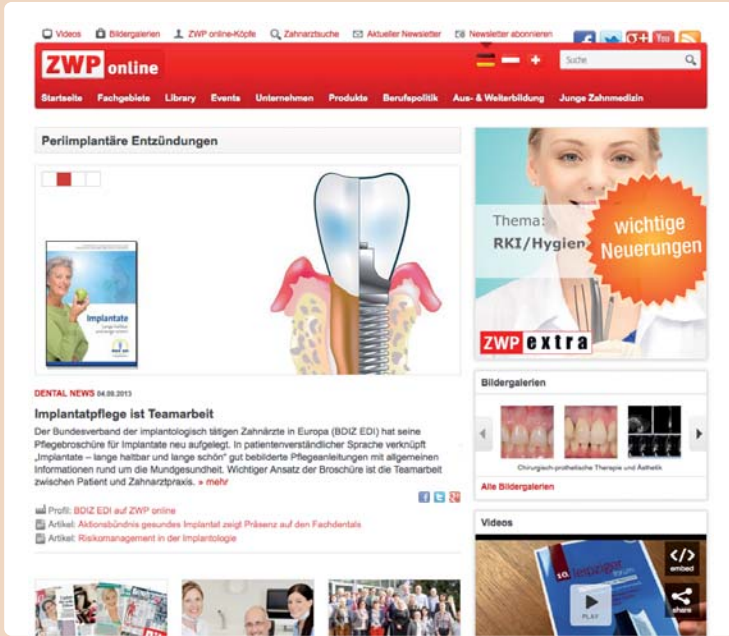 Videos Bildergalerien ZWP online-Köpfe Zahnarztsuche Aktueller Newsletter Newsletter abonnieren
ZWP online
Suche
Startseite Fachgebiete Library Events Unternehmen Produkte Berufspolitik Aus- & Weiterbildung Junge Zahnmedizin
Periimplantäre Entzündungen
Implantate
Thema:
RKI/Hygien
wichtige
Neuerungen
ZWP extra
DENTAL NEWS 04.09.2013
Implantatpflege ist Teamarbeit
Der Bundesverband der implantologisch tätigen Zahnärzte in Europa (BDIZ EDI) hat seine
Pflegebroschüre für Implantate neu aufgelegt. In patientenverständlicher Sprache verknüpft
„Implantate – lange haltbar und lange schön“ gut bebilderte Pflegeanleitungen mit allgemeinen
Informationen rund um die Mundgesundheit. Wichtiger Ansatz der Broschüre ist die Teamarbeit
zwischen Patient und Zahnarztpraxis. » mehr
Profil: BDIZ EDI auf ZWP online
Artikel: Aktionsbündnis gesundes Implantat zeigt Präsenz auf den Fachdentals
Artikel: Risikomanagement in der Implantologie
Bildergalerien
Chirurgisch-prothetische Therapie und Ästhetik
Alle Bildergalerien
Videos
10. leipziger
forum
PLAY
embed
share